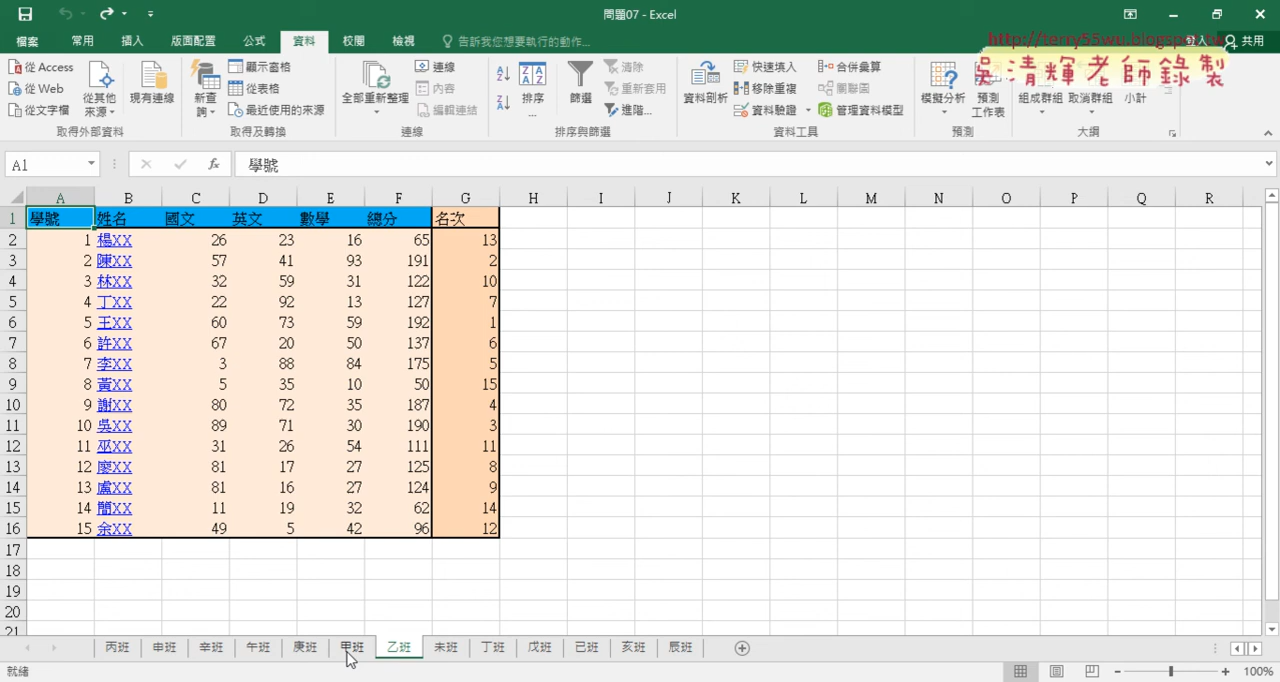 問題07 - Excel
http://terry55wu.blogspot.tw
吳清輝老師錄製
檔案 常用 插入 版面配置 公式 資料 校閱 檢視 告訴我您想要執行的動作... 登入 共用
從 Access
從 Web
從文字檔
從其他來源
現有連線
取得外部資料
新查詢
顯示窗格
從表格
最近使用的來源
取得及轉換
全部重新整理
連線
內容
編輯連結
連線
排序...
篩選
清除
重新套用
進階...
排序與篩選
資料剖析
快速填入
移除重複
資料驗證
合併彙算
關聯圖
管理資料模型
資料工具
模擬分析
預測工作表
預測
組成群組
取消群組
小計
大綱
A1 fx 學號
A B C D E F G H I J K L M N O P Q R
1 學號 姓名 國文 英文 數學 總分 名次
2 1 楊XX 26 23 16 65 13
3 2 陳XX 57 41 93 191 2
4 3 林XX 32 59 31 122 10
5 4 丁XX 22 92 13 127 7
6 5 王XX 60 73 59 192 1
7 6 許XX 67 20 50 137 6
8 7 李XX 3 88 84 175 5
9 8 黃XX 5 35 10 50 15
10 9 謝XX 80 72 35 187 4
11 10 吳XX 89 71 30 190 3
12 11 巫XX 31 26 54 111 11
13 12 廖XX 81 17 27 125 8
14 13 盧XX 81 16 27 124 9
15 14 簡XX 11 19 32 62 14
16 15 余XX 49 5 42 96 12
17
18
19
20
21
丙班 申班 辛班 午班 庚班 甲班 乙班 未班 丁班 戊班 已班 亥班 辰班
就緒 100%